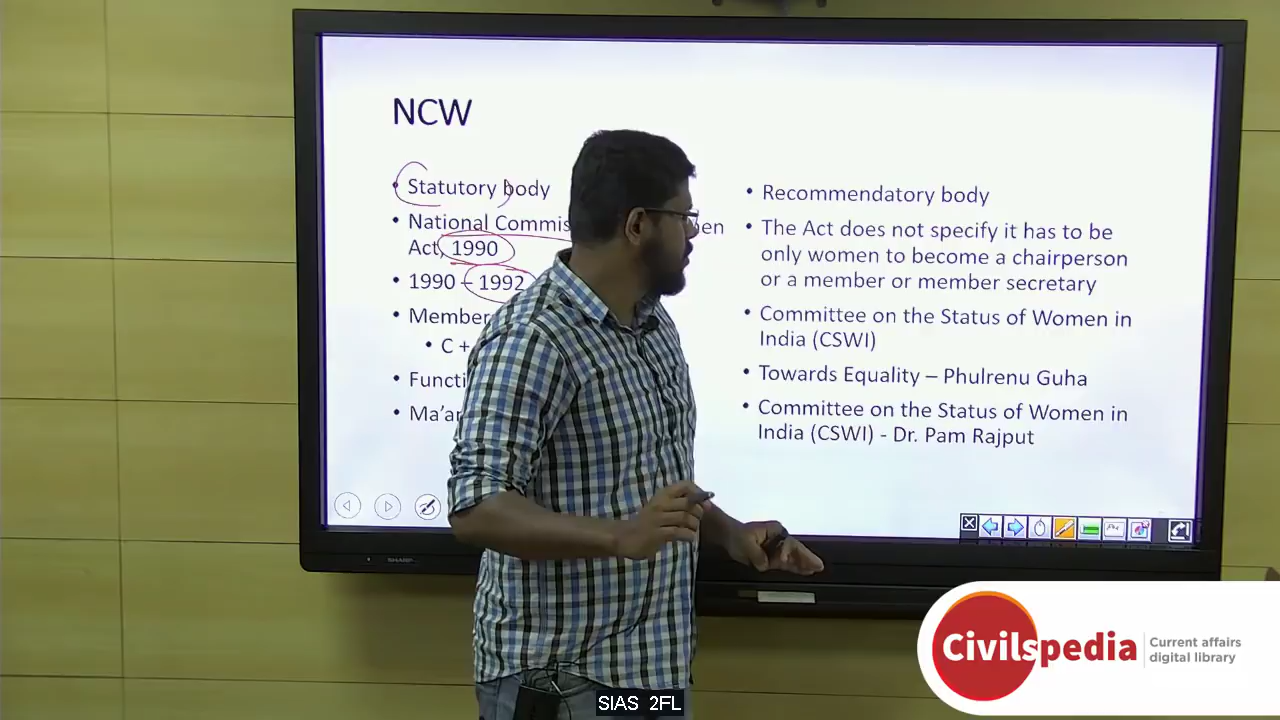 NCW
• Statutory body
• National Commis en
Act, 1990
• 1990 – 1992
• Member
• C +
• Functi
• Ma’ar
• Recommendatory body
• The Act does not specify it has to be
only women to become a chairperson
or a member or member secretary
• Committee on the Status of Women in
India (CSWI)
• Towards Equality – Phulrenu Guha
• Committee on the Status of Women in
India (CSWI) - Dr. Pam Rajput
SHARP
Civilspedia
Current affairs
digital library
SIAS 2FL